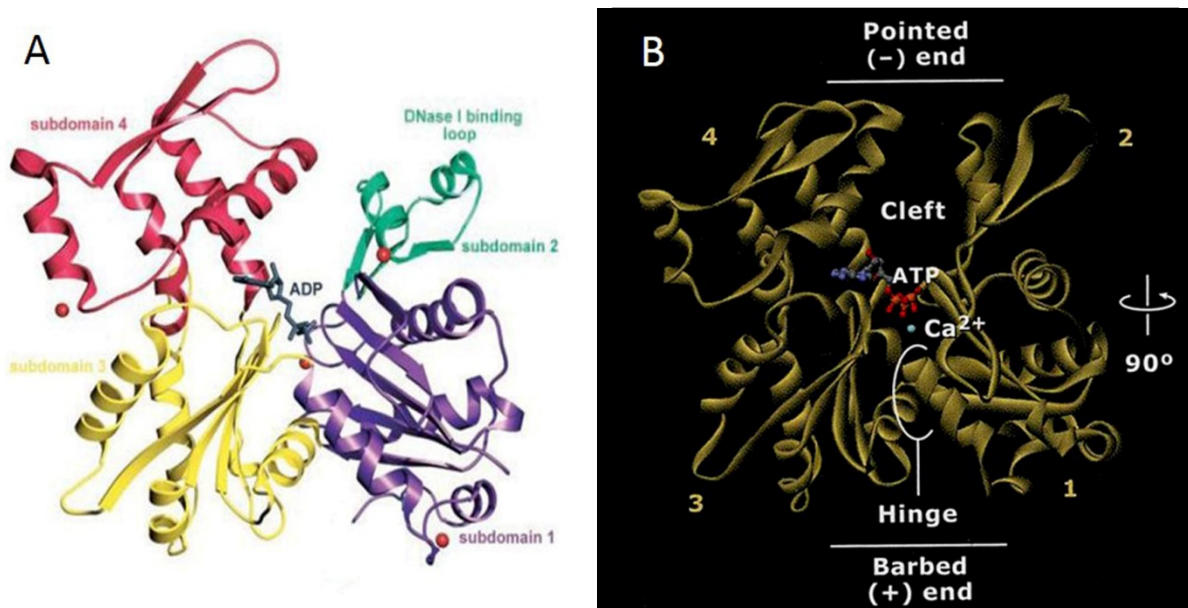 A
subdomain 4
DNase I binding
loop
subdomain 2
ADP
subdomain 3
subdomain 1
B
Pointed
(–) end
4
2
Cleft
ATP
Ca²⁺
90º
3
1
Hinge
Barbed
(+) end